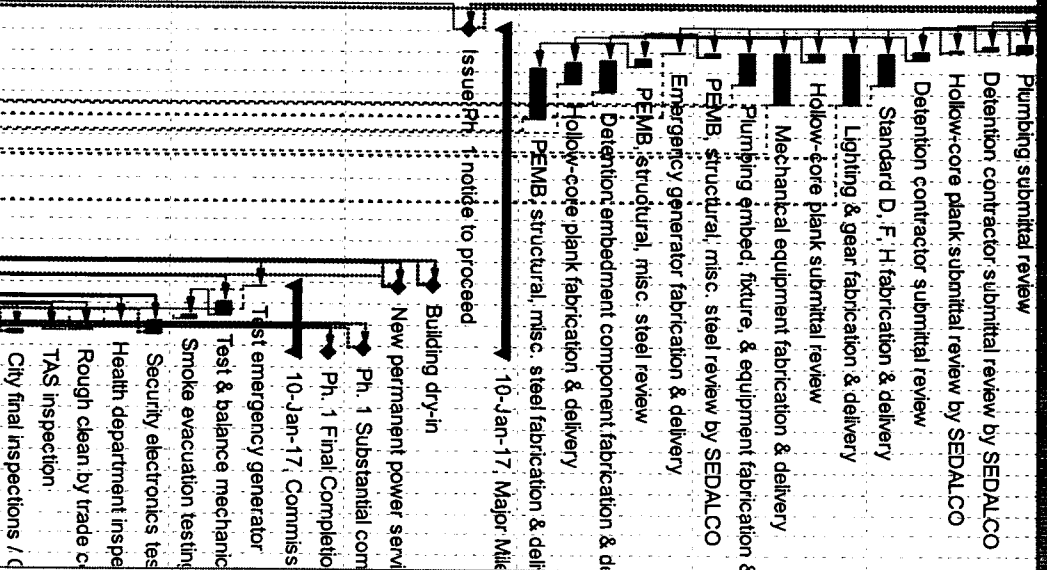 Plumbing submittal review
Detention contractor submittal review by SEDALCO
Hollow-core plank submittal review by SEDALCO
Detention contractor submittal review
Standard D, F, H fabrication & delivery
Lighting & gear fabrication & delivery
Hollow-core plank submittal review
Mechanical equipment fabrication & delivery
Plumbing embed, fixture, & equipment fabrication &
PEMB, structural, misc. steel review by SEDALCO
Emergency generator fabrication & delivery
PEMB, structural, misc. steel review
Detention embedment component fabrication & de
Hollow-core plank fabrication & delivery
PEMB, structural, misc. steel fabrication & deli
10-Jan-17, Major Mile
Issue Ph. 1 notice to proceed
Building dry-in
New permanent power servi
Ph. 1 Substantial com
Ph. 1 Final Completio
10-Jan-17, Commiss
Test emergency generator
Test & balance mechanic
Smoke evacuation testing
Security electronics tes
Health department inspe
Rough clean by trade c
TAS inspection
City final inspections / C